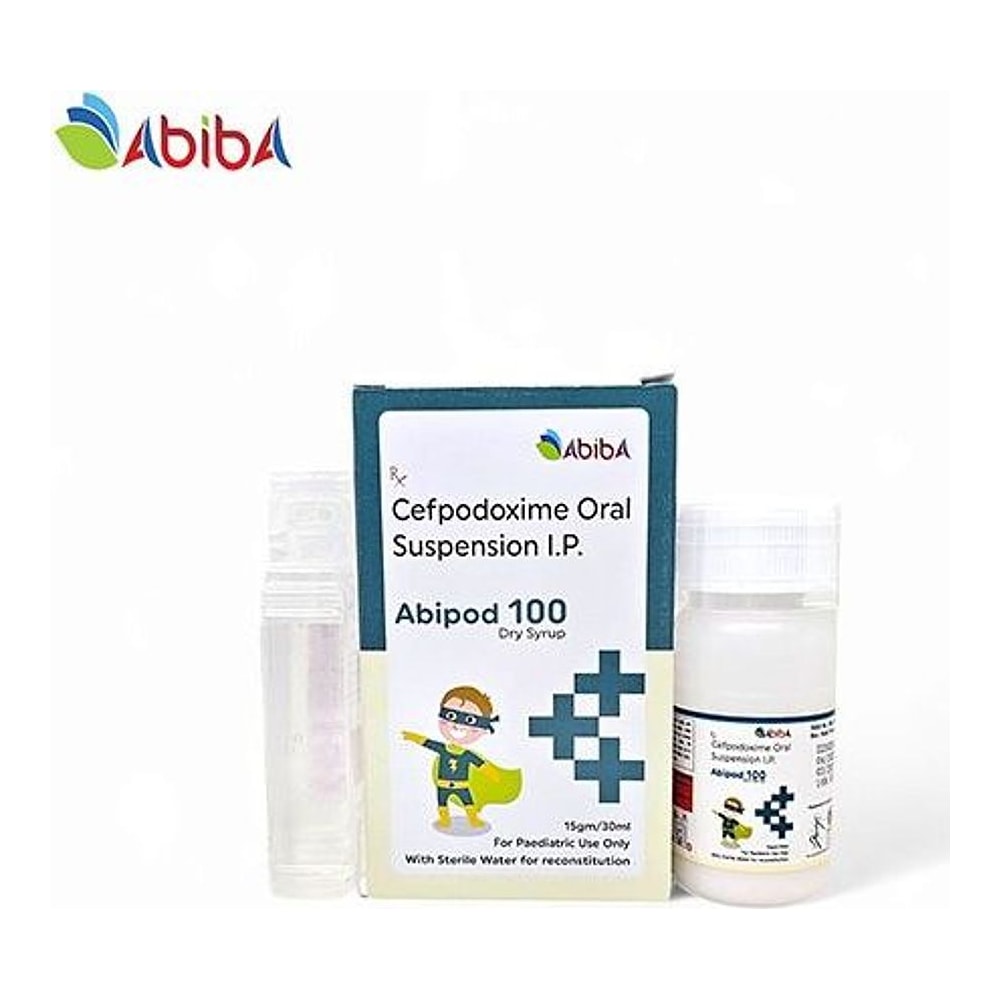 AbibA
AbibA
Rx
Cefpodoxime Oral
Suspension I.P.
Abipod 100
Dry Syrup
15gm/30ml
For Paediatric Use Only
With Sterile Water for reconstitution
AbibA
Rx
Cefpodoxime Oral
Suspension I.P.
Abipod 100